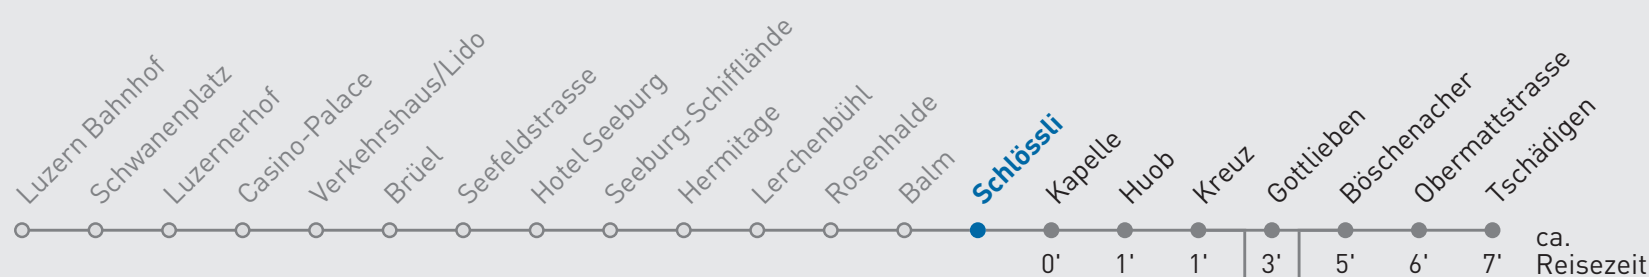 Luzern Bahnhof
Schwanenplatz
Luzernerhof
Casino-Palace
Verkehrshaus/Lido
Brüel
Seefeldstrasse
Hotel Seeburg
Seeburg-Schifflände
Hermitage
Lerchenbühl
Rosenhalde
Balm
Schlössli
Kapelle
Huob
Kreuz
Gottlieben
Böschenacher
Obermattstrasse
Tschädigen
0' 1' 1' 3' 5' 6' 7'
ca.
Reisezeit